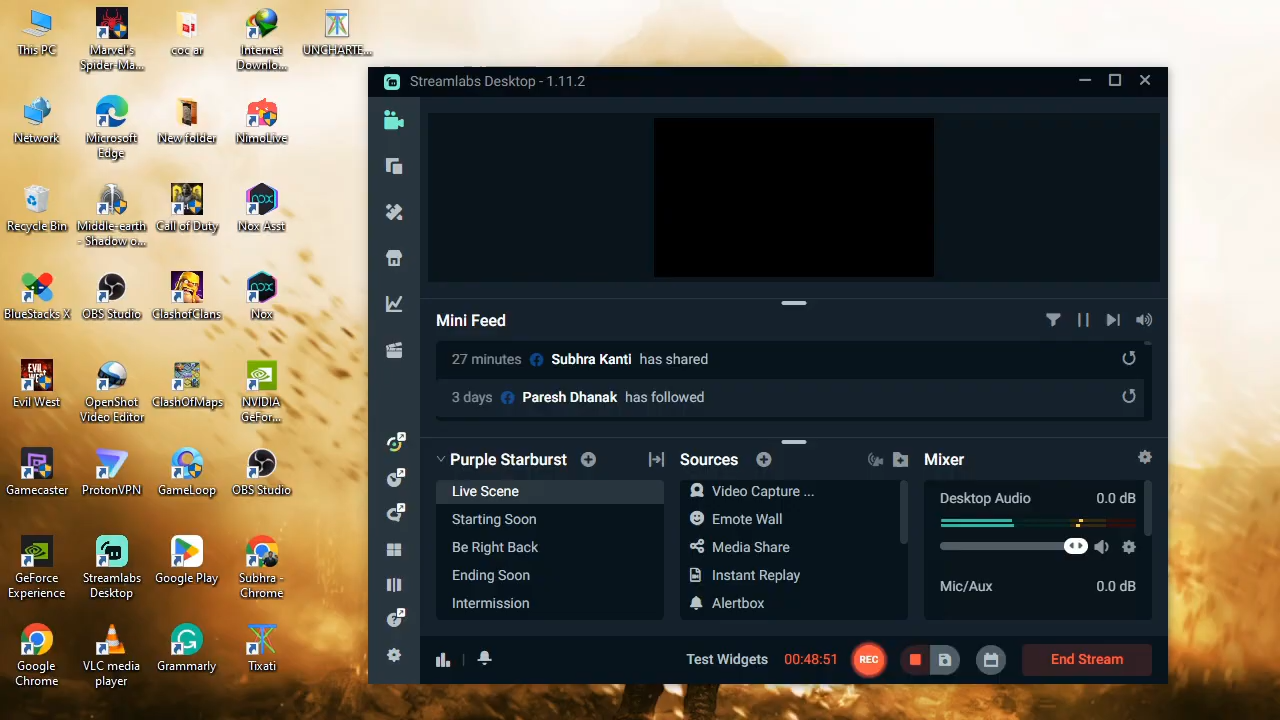 This PC
Marvel's
Spider-Ma...
coc ar
Internet
Downlo...
UNCHARTE...
Network
Microsoft
Edge
New folder
NimoLive
Recycle Bin
Middle-earth
- Shadow o...
Call of Duty
Nox Asst
BlueStacks X
OBS Studio
ClashofClans
Nox
Evil West
OpenShot
Video Editor
ClashOfMaps
NVIDIA
GeFor...
Gamecaster
ProtonVPN
GameLoop
OBS Studio
GeForce
Experience
Streamlabs
Desktop
Google Play
Subhra -
Chrome
Google
Chrome
VLC media
player
Grammarly
Tixati
Streamlabs Desktop - 1.11.2
Mini Feed
27 minutes Subhra Kanti has shared
3 days Paresh Dhanak has followed
Purple Starburst
Live Scene
Starting Soon
Be Right Back
Ending Soon
Intermission
Sources
Video Capture ...
Emote Wall
Media Share
Instant Replay
Alertbox
Mixer
Desktop Audio 0.0 dB
Mic/Aux 0.0 dB
Test Widgets 00:48:51 REC End Stream